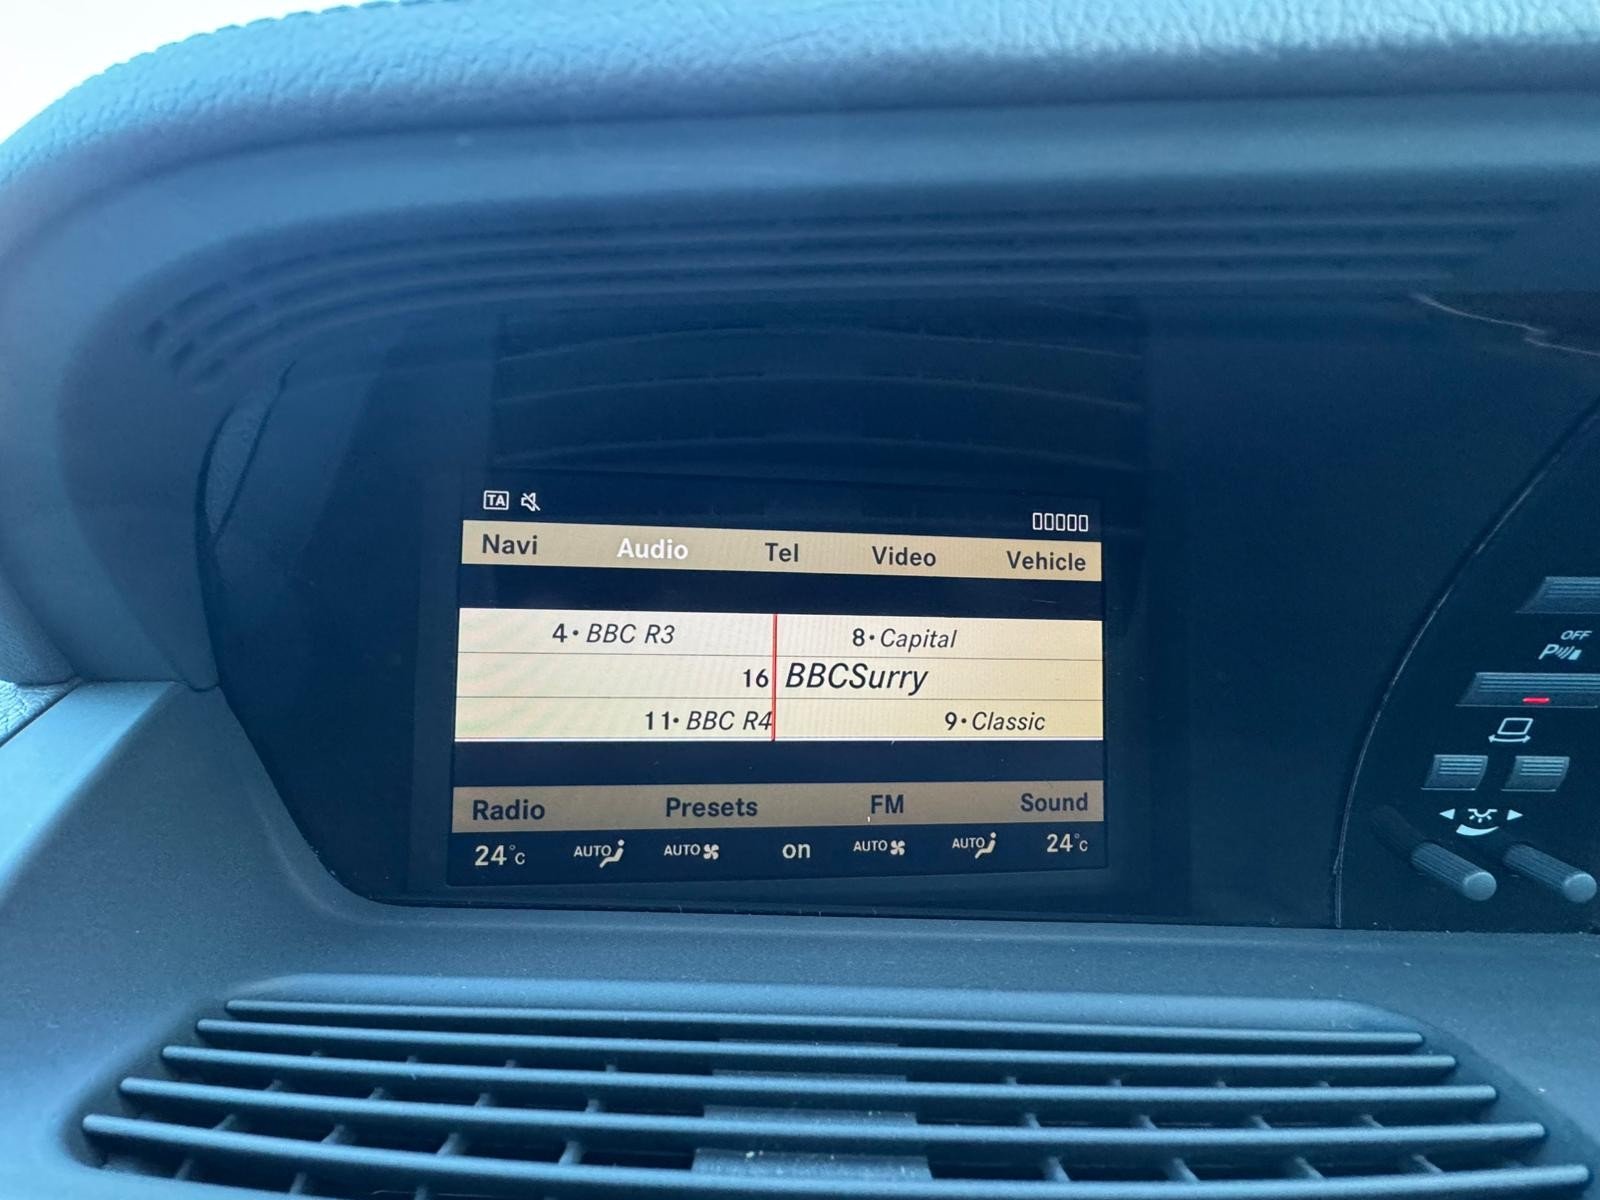 TA
Navi Audio Tel Video Vehicle
4· BBC R3 8· Capital
16 BBCSurry
11· BBC R4 9· Classic
Radio Presets FM Sound
24°C AUTO AUTO on AUTO AUTO 24°C
OFF
P